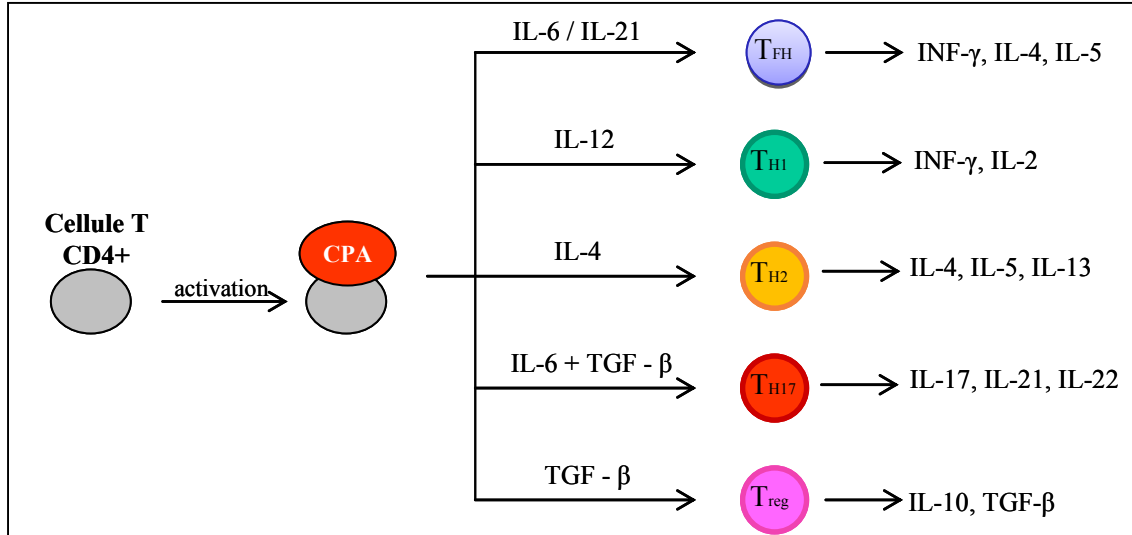 IL-6 / IL-21
TFH
INF-γ, IL-4, IL-5
IL-12
TH1
INF-γ, IL-2
Cellule T
CD4+
activation
CPA
IL-4
TH2
IL-4, IL-5, IL-13
IL-6 + TGF - β
TH17
IL-17, IL-21, IL-22
TGF - β
Treg
IL-10, TGF-β